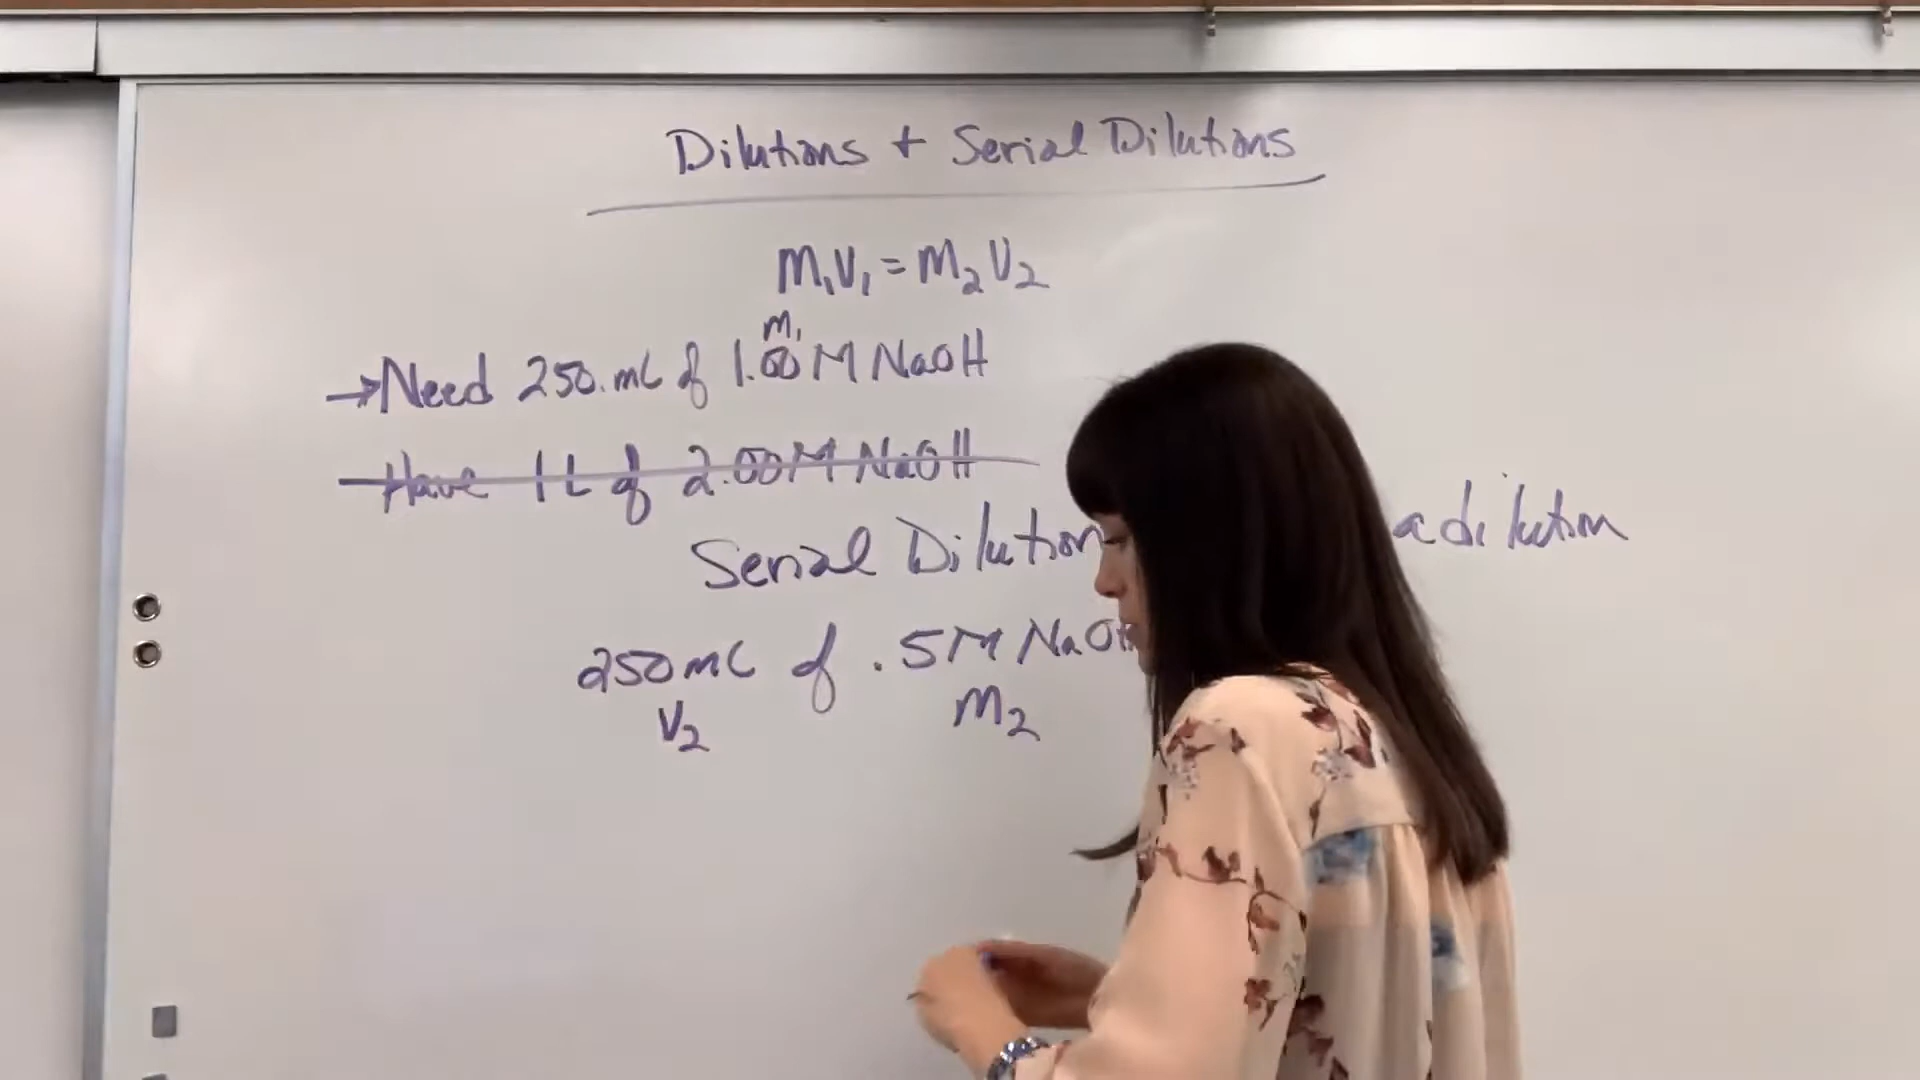 Dilutions + Serial Dilutions
M₁V₁ = M₂V₂
M₁
→Need 250. mL of 1.00 M NaOH
Have 1 L of 2.00 M NaOH
Serial Dilution a dilution
250 mL of .5 M NaOH
V₂ M₂